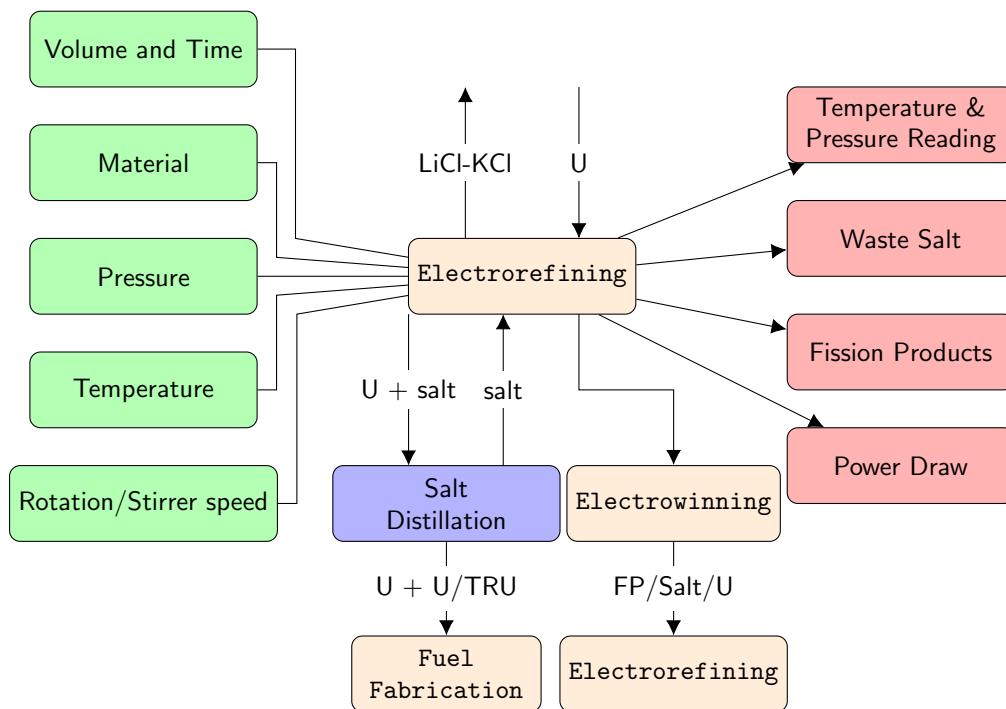 Volume and Time
Material
Pressure
Temperature
Rotation/Stirrer speed
LiCl-KCl
U
Electrorefining
U + salt
salt
Salt
Distillation
Electrowinning
U + U/TRU
FP/Salt/U
Fuel
Fabrication
Electrorefining
Temperature &
Pressure Reading
Waste Salt
Fission Products
Power Draw